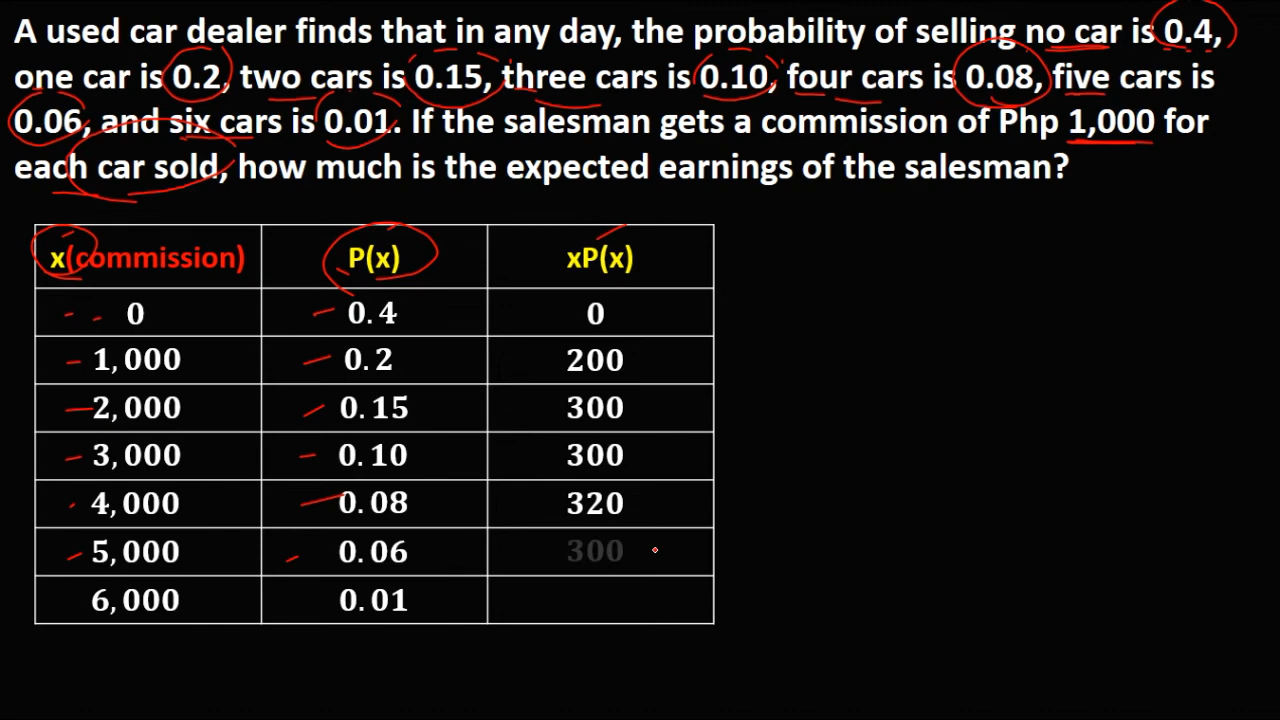 A used car dealer finds that in any day, the probability of selling no car is 0.4,
one car is 0.2, two cars is 0.15, three cars is 0.10, four cars is 0.08, five cars is
0.06, and six cars is 0.01. If the salesman gets a commission of Php 1,000 for
each car sold, how much is the expected earnings of the salesman?
x(commission) P(x) xP(x)
0 0.4 0
1,000 0.2 200
2,000 0.15 300
3,000 0.10 300
4,000 0.08 320
5,000 0.06 300
6,000 0.01